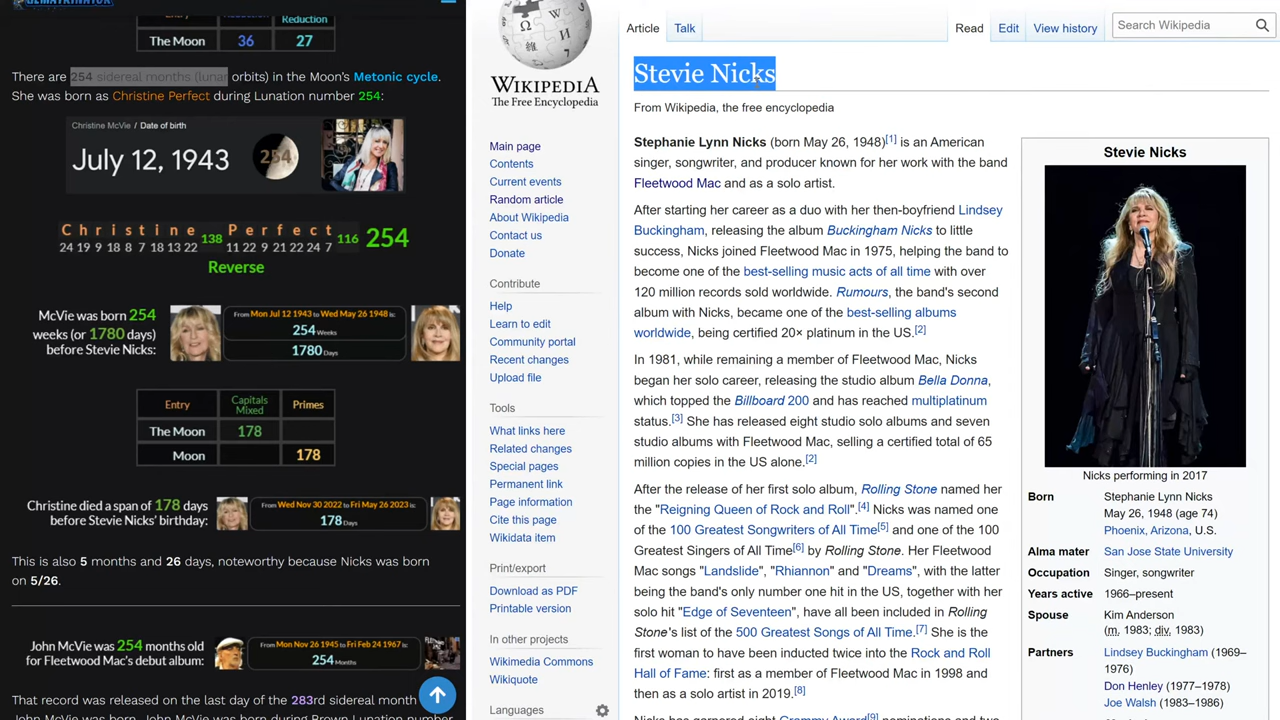 GEMATRINATOR
Entry Reduction Reduction
The Moon 36 27
There are 254 sidereal months (lunar orbits) in the Moon's Metonic cycle.
She was born as Christine Perfect during Lunation number 254:
Christine McVie / Date of birth
July 12, 1943
254
C h r i s t i n e P e r f e c t
24 19 9 18 8 7 18 13 22 138 11 22 9 21 22 24 7 116 254
Reverse
McVie was born 254
weeks (or 1780 days)
before Stevie Nicks:
From Mon Jul 12 1943 to Wed May 26 1948 is:
254 Weeks
1780 Days
Entry Capitals Mixed Primes
The Moon 178
Moon 178
Christine died a span of 178 days
before Stevie Nicks' birthday:
From Wed Nov 30 2022 to Fri May 26 2023 is:
178 Days
This is also 5 months and 26 days, noteworthy because Nicks was born
on 5/26.
John McVie was 254 months old
for Fleetwood Mac's debut album:
From Mon Nov 26 1945 to Fri Feb 24 1967 is:
254 Months
That record was released on the last day of the 283rd sidereal month
John McVie was born. John McVie was born during Brown Lunation number
WIKIPEDIA
The Free Encyclopedia
Main page
Contents
Current events
Random article
About Wikipedia
Contact us
Donate
Contribute
Help
Learn to edit
Community portal
Recent changes
Upload file
Tools
What links here
Related changes
Special pages
Permanent link
Page information
Cite this page
Wikidata item
Print/export
Download as PDF
Printable version
In other projects
Wikimedia Commons
Wikiquote
Languages
Article Talk Read Edit View history Search Wikipedia
Stevie Nicks
From Wikipedia, the free encyclopedia
Stephanie Lynn Nicks (born May 26, 1948)[1] is an American
singer, songwriter, and producer known for her work with the band
Fleetwood Mac and as a solo artist.
After starting her career as a duo with her then-boyfriend Lindsey
Buckingham, releasing the album Buckingham Nicks to little
success, Nicks joined Fleetwood Mac in 1975, helping the band to
become one of the best-selling music acts of all time with over
120 million records sold worldwide. Rumours, the band's second
album with Nicks, became one of the best-selling albums
worldwide, being certified 20× platinum in the US.[2]
In 1981, while remaining a member of Fleetwood Mac, Nicks
began her solo career, releasing the studio album Bella Donna,
which topped the Billboard 200 and has reached multiplatinum
status.[3] She has released eight studio solo albums and seven
studio albums with Fleetwood Mac, selling a certified total of 65
million copies in the US alone.[2]
After the release of her first solo album, Rolling Stone named her
the "Reigning Queen of Rock and Roll".[4] Nicks was named one
of the 100 Greatest Songwriters of All Time[5] and one of the 100
Greatest Singers of All Time[6] by Rolling Stone. Her Fleetwood
Mac songs "Landslide", "Rhiannon" and "Dreams", with the latter
being the band's only number one hit in the US, together with her
solo hit "Edge of Seventeen", have all been included in Rolling
Stone's list of the 500 Greatest Songs of All Time.[7] She is the
first woman to have been inducted twice into the Rock and Roll
Hall of Fame: first as a member of Fleetwood Mac in 1998 and
then as a solo artist in 2019.[8]
Nicks has garnered eight Grammy Award[9] nominations and two
Stevie Nicks
Nicks performing in 2017
Born Stephanie Lynn Nicks
May 26, 1948 (age 74)
Phoenix, Arizona, U.S.
Alma mater San Jose State University
Occupation Singer, songwriter
Years active 1966–present
Spouse Kim Anderson
(m. 1983; div. 1983)
Partners Lindsey Buckingham (1969–
1976)
Don Henley (1977–1978)
Joe Walsh (1983–1986)